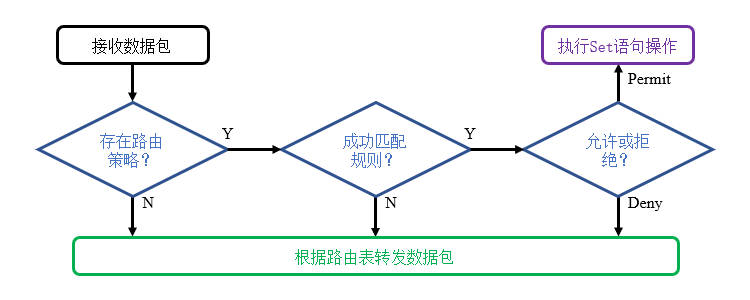 接收数据包
执行Set语句操作
Permit
存在路由
策略？
Y
成功匹配
规则？
Y
允许或拒
绝？
N
N
Deny
根据路由表转发数据包